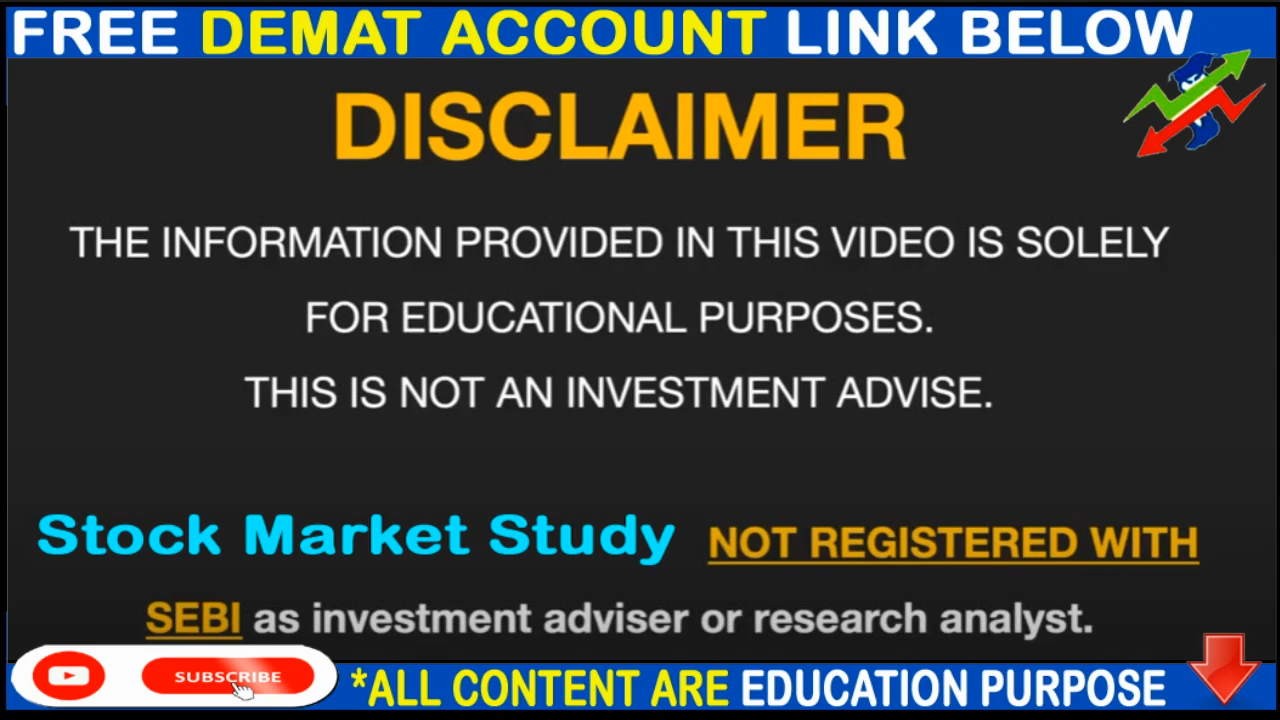 FREE DEMAT ACCOUNT LINK BELOW
DISCLAIMER
THE INFORMATION PROVIDED IN THIS VIDEO IS SOLELY
FOR EDUCATIONAL PURPOSES.
THIS IS NOT AN INVESTMENT ADVISE.
Stock Market Study NOT REGISTERED WITH
SEBI as investment adviser or research analyst.
SUBSCRIBE
*ALL CONTENT ARE EDUCATION PURPOSE